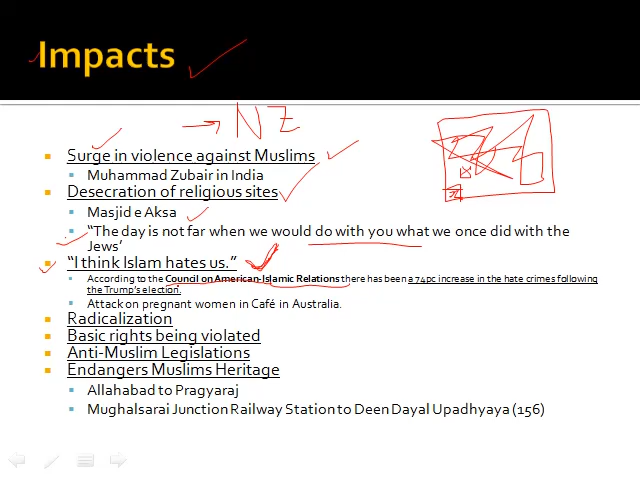 Impacts
→ NZ
Surge in violence against Muslims
Muhammad Zubair in India
Desecration of religious sites
Masjid e Aksa
“The day is not far when we would do with you what we once did with the
Jews’
“I think Islam hates us.”
According to the Council on American-Islamic Relations there has been a 74pc increase in the hate crimes following
the Trump’s election.
Attack on pregnant women in Café in Australia.
Radicalization
Basic rights being violated
Anti-Muslim Legislations
Endangers Muslims Heritage
Allahabad to Pragyaraj
Mughalsarai Junction Railway Station to Deen Dayal Upadhyaya (156)